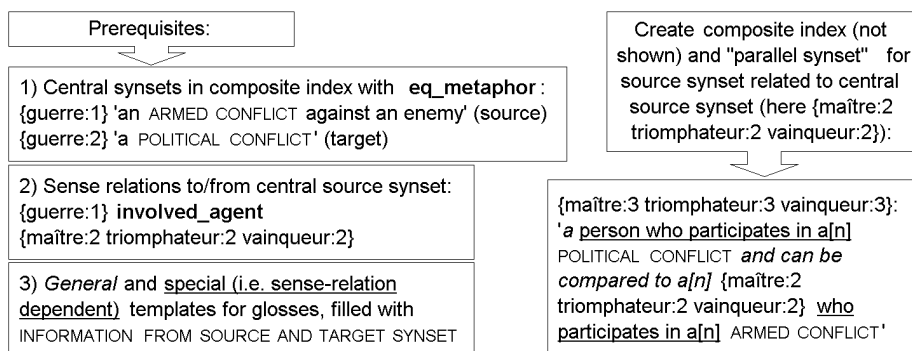 Prerequisites:
1) Central synsets in composite index with eq_metaphor :
{guerre:1} 'an ARMED CONFLICT against an enemy' (source)
{guerre:2} 'a POLITICAL CONFLICT' (target)
2) Sense relations to/from central source synset:
{guerre:1} involved_agent
{maître:2 triomphateur:2 vainqueur:2}
3) General and special (i.e. sense-relation
dependent) templates for glosses, filled with
INFORMATION FROM SOURCE AND TARGET SYNSET
Create composite index (not
shown) and "parallel synset" for
source synset related to central
source synset (here {maître:2
triomphateur:2 vainqueur:2}):
{maître:3 triomphateur:3 vainqueur:3}:
'a person who participates in a[n]
POLITICAL CONFLICT and can be
compared to a[n] {maître:2
triomphateur:2 vainqueur:2} who
participates in a[n] ARMED CONFLICT'